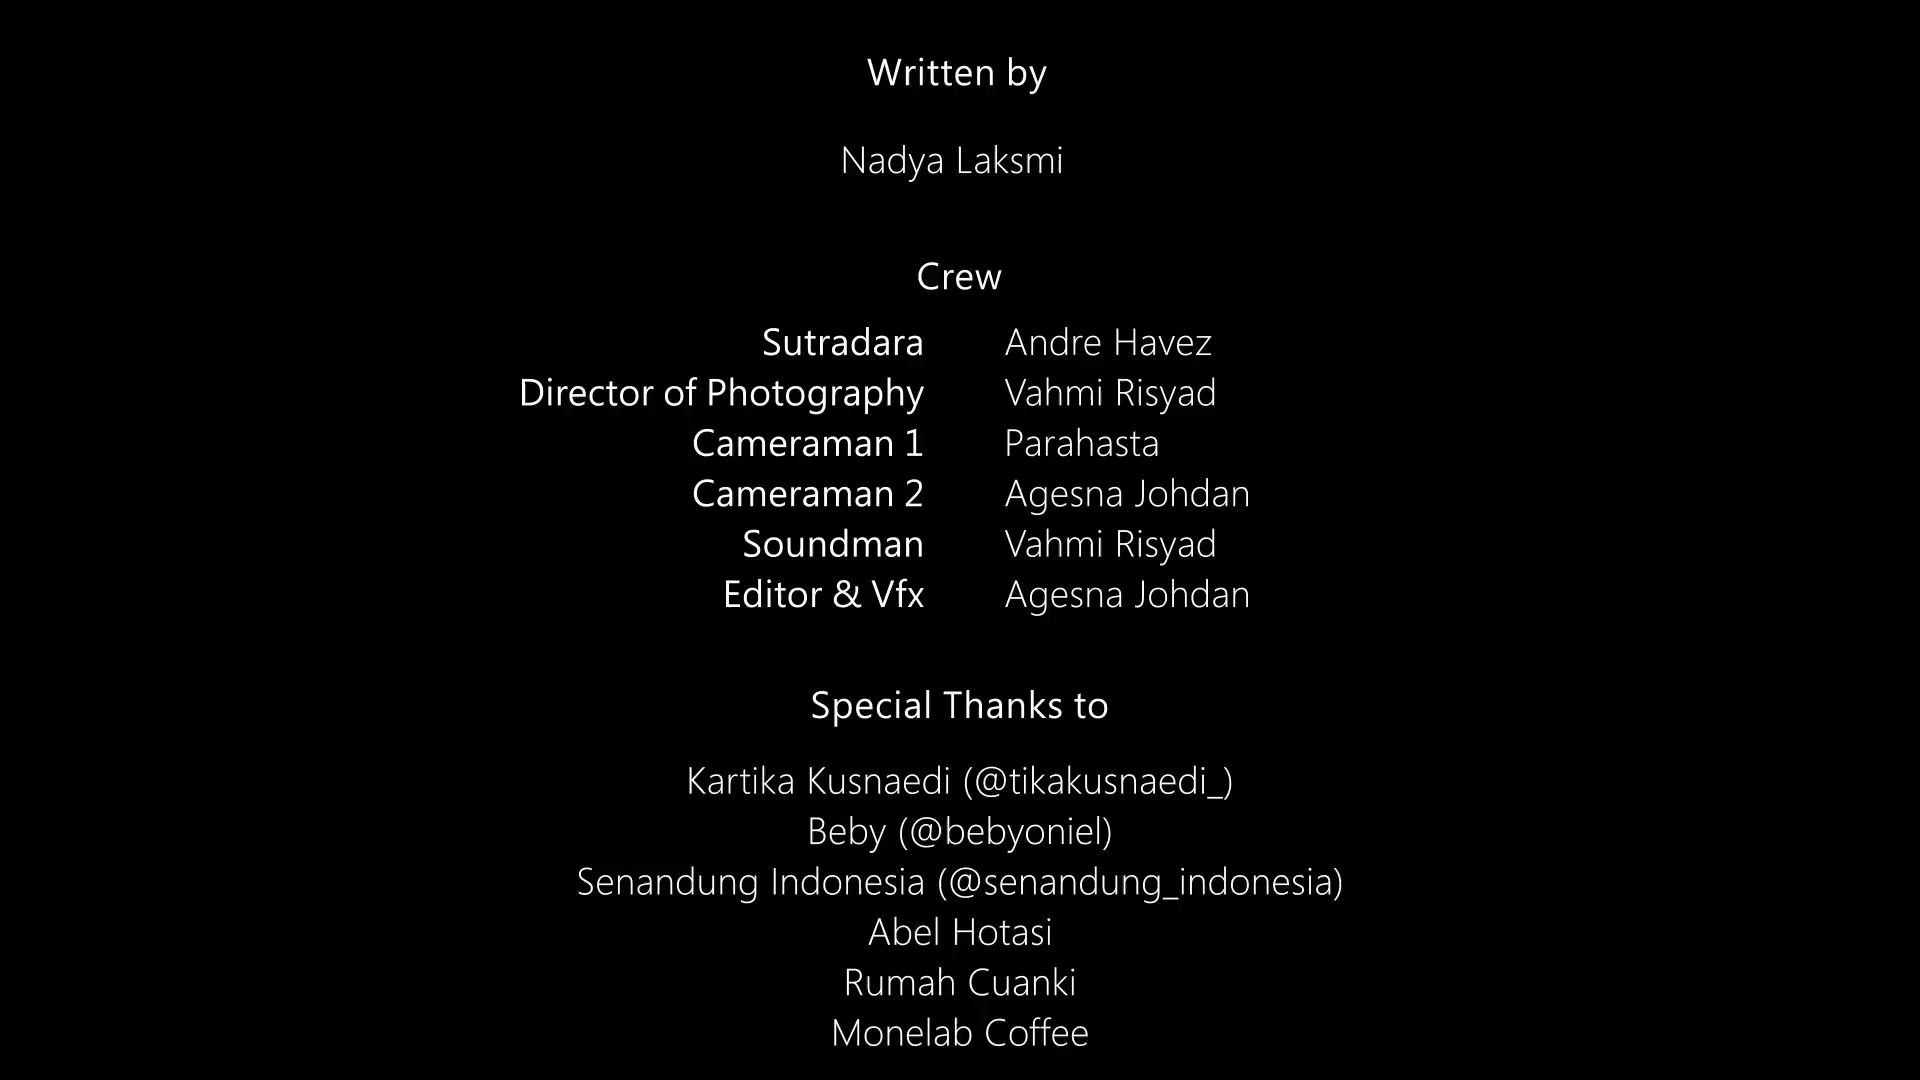 Written by
Nadya Laksmi
Crew
Sutradara Andre Havez
Director of Photography Vahmi Risyad
Cameraman 1 Parahasta
Cameraman 2 Agesna Johdan
Soundman Vahmi Risyad
Editor & Vfx Agesna Johdan
Special Thanks to
Kartika Kusnaedi (@tikakusnaedi_)
Beby (@bebyoniel)
Senandung Indonesia (@senandung_indonesia)
Abel Hotasi
Rumah Cuanki
Monelab Coffee